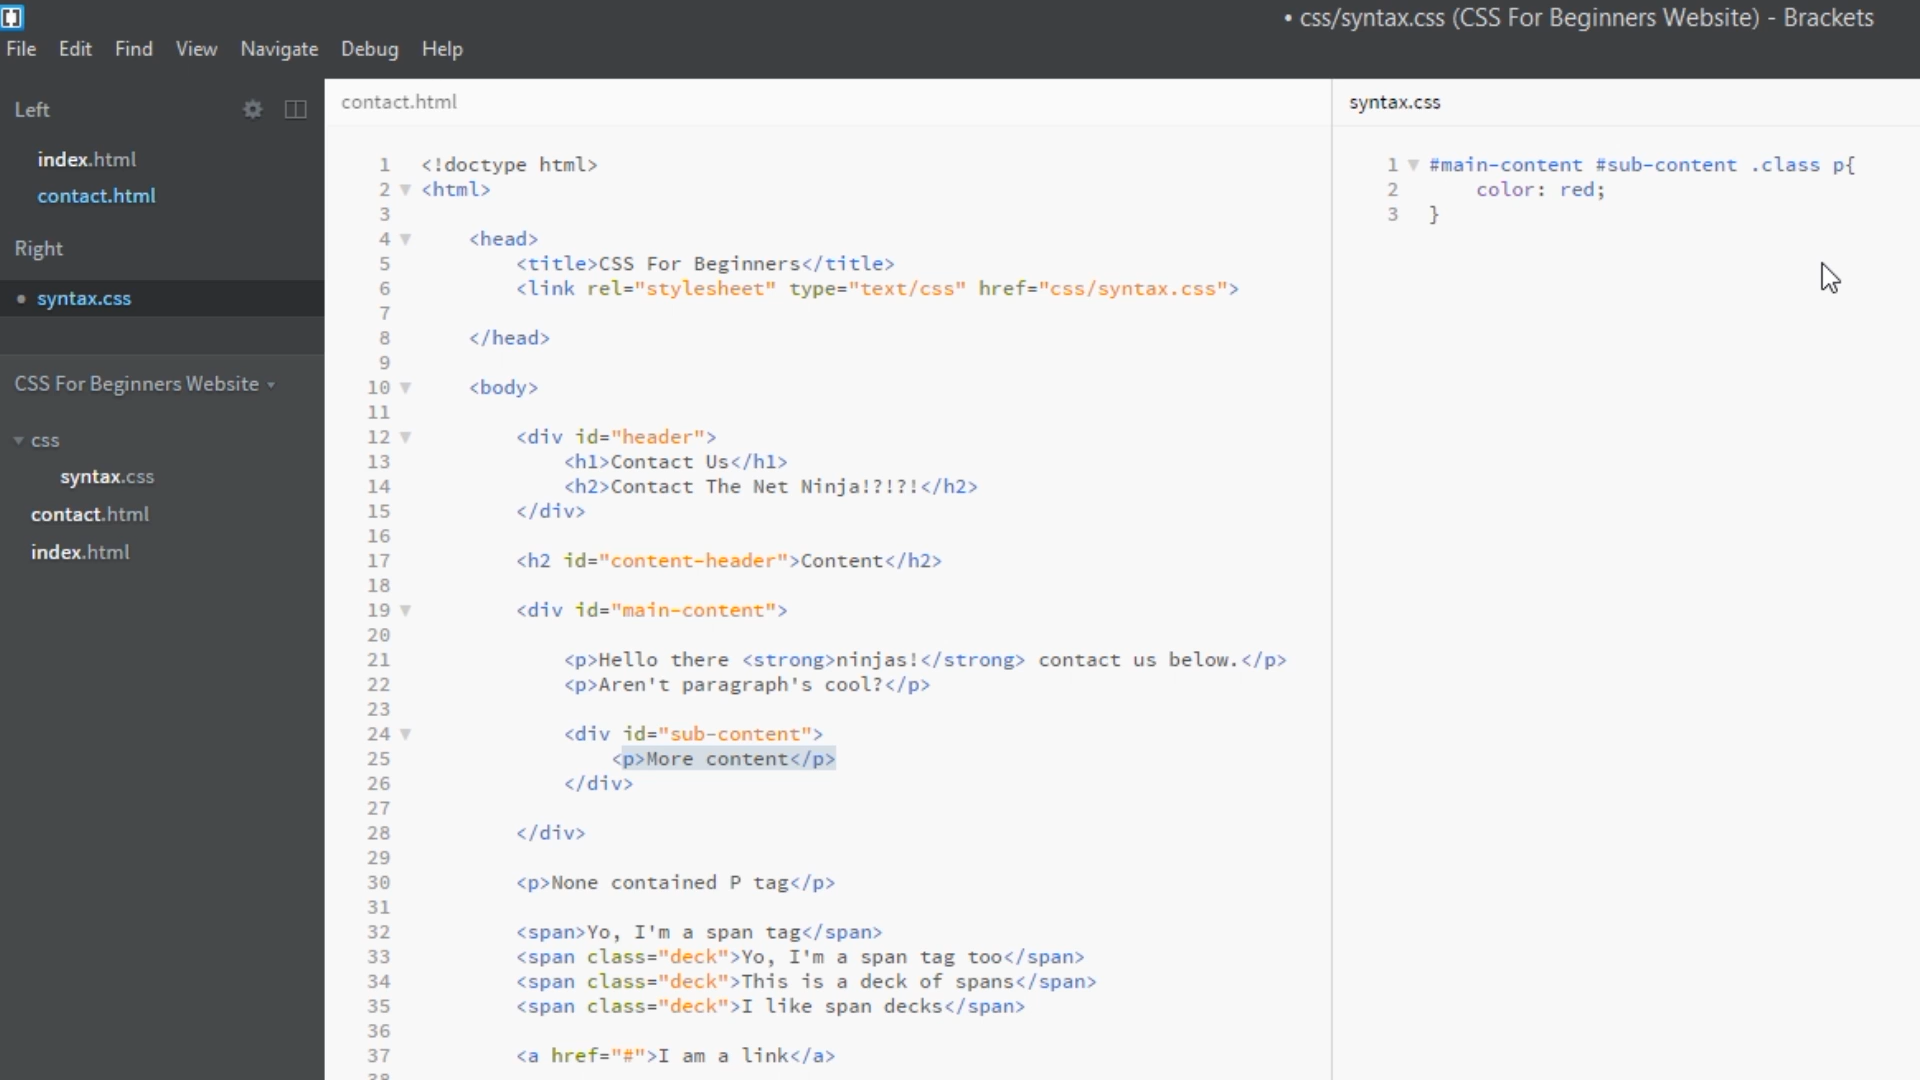 • css/syntax.css (CSS For Beginners Website) - Brackets
File Edit Find View Navigate Debug Help
Left
index.html
contact.html
Right
• syntax.css
CSS For Beginners Website
css
syntax.css
contact.html
index.html
contact.html
1 <!doctype html>
2 <html>
3
4 <head>
5 <title>CSS For Beginners</title>
6 <link rel="stylesheet" type="text/css" href="css/syntax.css">
7
8 </head>
9
10 <body>
11
12 <div id="header">
13 <h1>Contact Us</h1>
14 <h2>Contact The Net Ninja!?!?!</h2>
15 </div>
16
17 <h2 id="content-header">Content</h2>
18
19 <div id="main-content">
20
21 <p>Hello there <strong>ninjas!</strong> contact us below.</p>
22 <p>Aren't paragraph's cool?</p>
23
24 <div id="sub-content">
25 <p>More content</p>
26 </div>
27
28 </div>
29
30 <p>None contained P tag</p>
31
32 <span>Yo, I'm a span tag</span>
33 <span class="deck">Yo, I'm a span tag too</span>
34 <span class="deck">This is a deck of spans</span>
35 <span class="deck">I like span decks</span>
36
37 <a href="#">I am a link</a>
38
syntax.css
1 #main-content #sub-content .class p{
2 color: red;
3 }